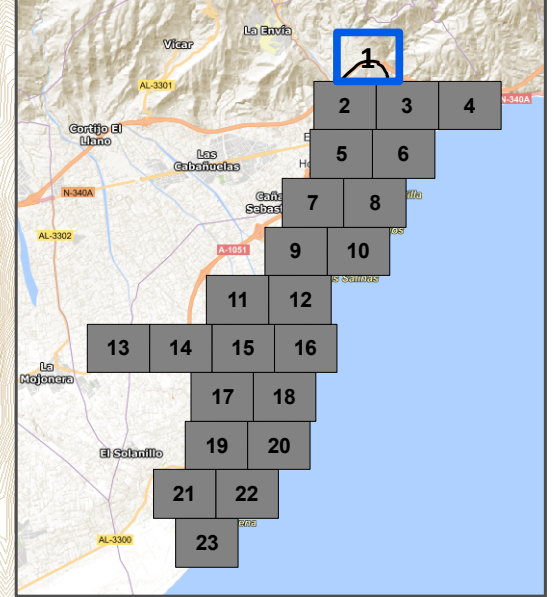 La Envía
Vícar
1
AL-3301
2 3 4
N-340A
Cortijo El
Llano
5 6
Las
Cabañuelas
N-340A
7 8
AL-3302
A-1051
9 10
11 12
13 14 15 16
La
Mojonera
17 18
El Solanillo
19 20
21 22
AL-3300
23